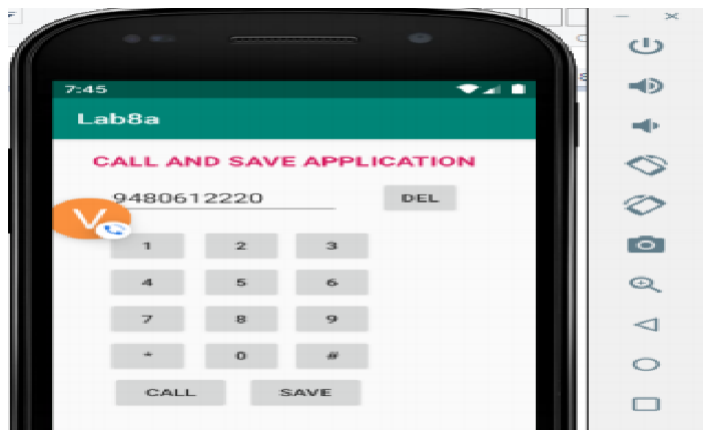 7:45
Lab8a
CALL AND SAVE APPLICATION
9480612220 DEL
V
1 2 3
4 5 6
7 8 9
* 0 #
CALL SAVE